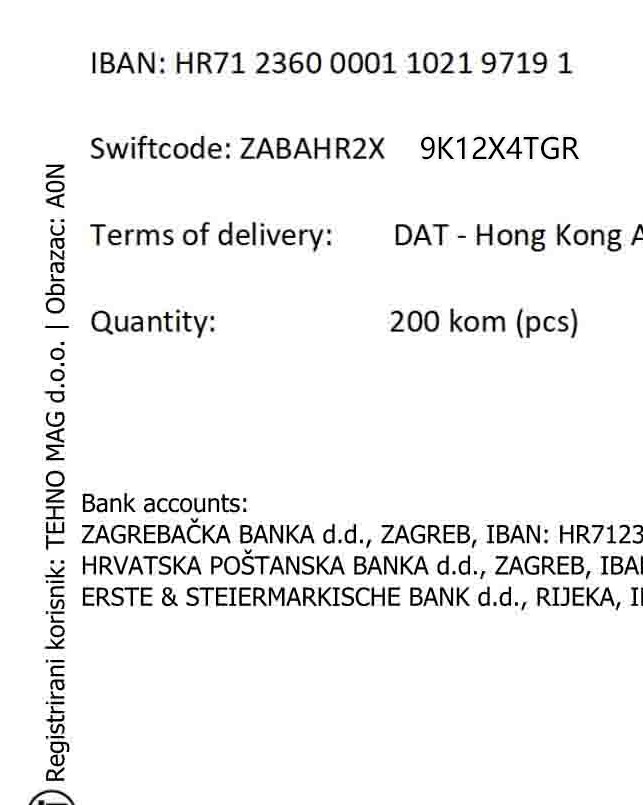 IBAN: HR71 2360 0001 1021 9719 1
Swiftcode: ZABAHR2X 9K12X4TGR
Terms of delivery: DAT - Hong Kong A
Quantity: 200 kom (pcs)
Bank accounts:
ZAGREBAČKA BANKA d.d., ZAGREB, IBAN: HR7123
HRVATSKA POŠTANSKA BANKA d.d., ZAGREB, IBA
ERSTE & STEIERMARKISCHE BANK d.d., RIJEKA, I
Registrirani korisnik: TEHNO MAG d.o.o. | Obrazac: A0N